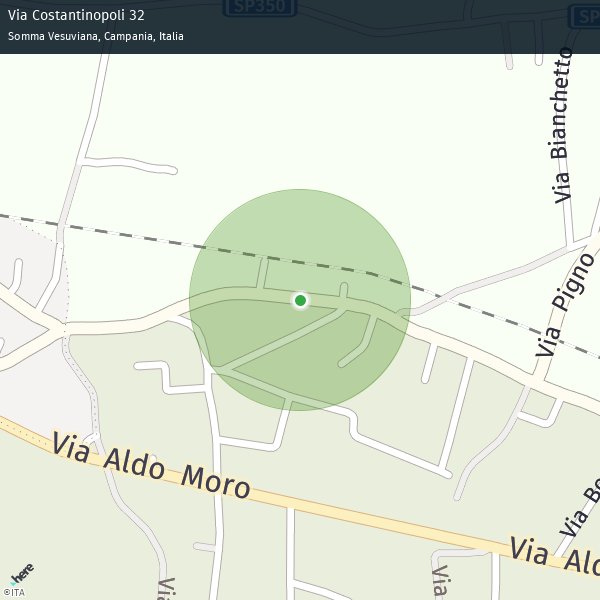 Via Costantinopoli 32
Somma Vesuviana, Campania, Italia
SP350
SP
Via Bianchetto
Via Pigno
Via Aldo Moro
Via Bo
Via Aldo
Via
Via
here
©ITA